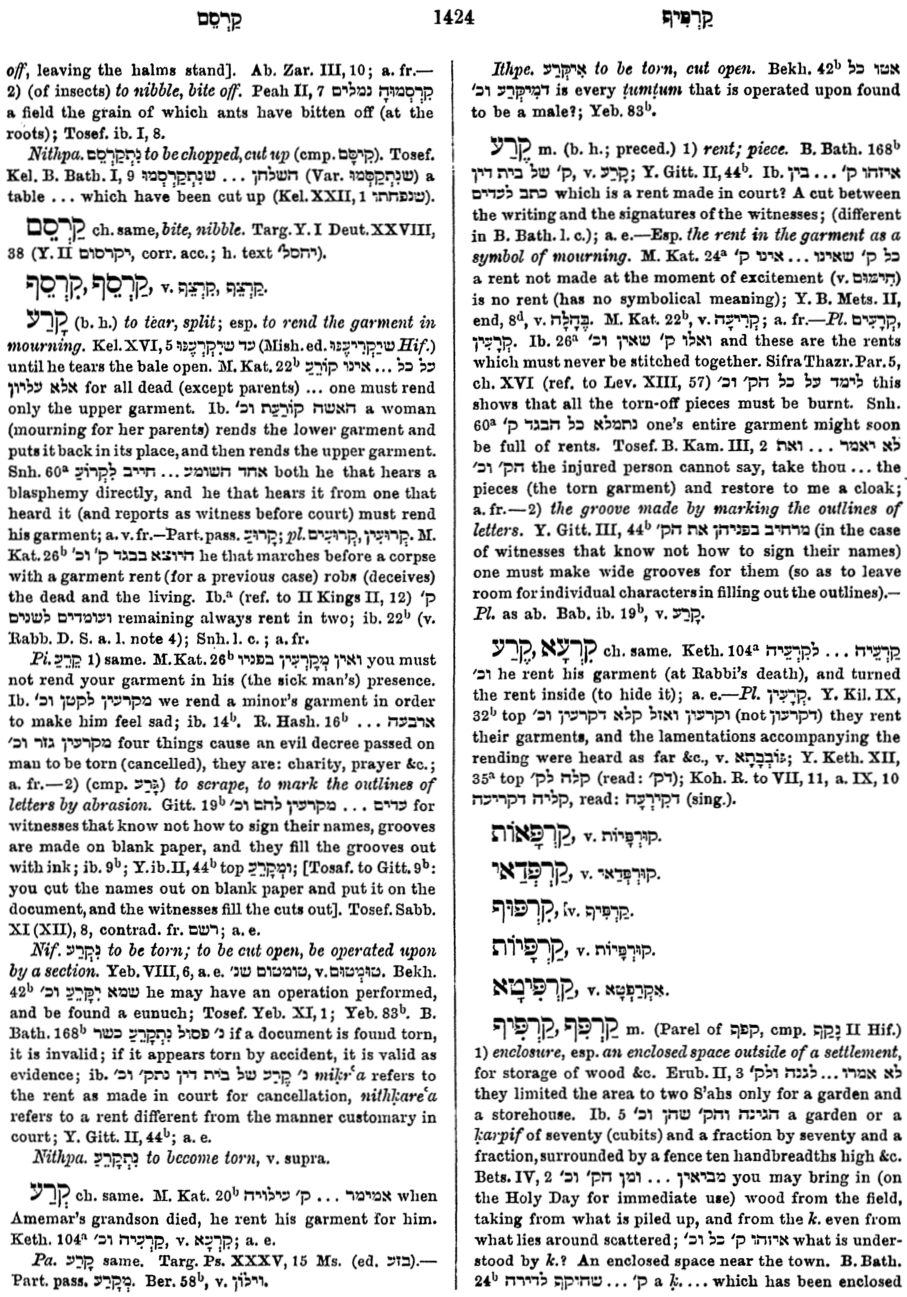 קַרְסֵם
1424
קַרְפִּיף
off, leaving the halms stand]. Ab. Zar. III, 10; a. fr.—
2) (of insects) to nibble, bite off. Peah II, 7 קִרְסְמוּהָ נמלים
a field the grain of which ants have bitten off (at the
roots); Tosef. ib. I, 8.
Nithpa. נִתְקַרְסֵם to be chopped, cut up (cmp. קִיסֵּם). Tosef.
Kel. B. Bath. I, 9 השלחן ... שנִתְקַרְסְמוּ (Var. שנִתְקַסְּמוּ) a
table ... which have been cut up (Kel. XXII, 1 שנפחתו).
קַרְסֵם ch. same, bite, nibble. Targ. Y. I Deut. XXVIII,
38 (Y. II יקרסום, corr. acc.; h. text יחסל').
קַרְסֵף, קִרְסֵף, v. קַרְצֵף, קִרְצֵף.
קָרַע (b. h.) to tear, split; esp. to rend the garment in
mourning. Kel. XVI, 5 עד שיִּקְרָעֶנּוּ (Mish. ed. שיַּקְרִיעֶנּוּ Hif.)
until he tears the bale open. M. Kat. 22b על כל ... אינו קוֹרֵעַ
אלא עליון for all dead (except parents) ... one must rend
only the upper garment. Ib. האשה קוֹרַעַת וכ' a woman
(mourning for her parents) rends the lower garment and
puts it back in its place, and then rends the upper garment.
Snh. 60a אחד השומע ... חייב לִקְרוֹעַ both he that hears a
blasphemy directly, and he that hears it from one that
heard it (and reports as witness before court) must rend
his garment; a. v. fr.—Part. pass. קָרוּעַ; pl. קְרוּעִים, קְרוּעִין. M.
Kat. 26b היוצא בבגד ק' וכ' he that marches before a corpse
with a garment rent (for a previous case) robs (deceives)
the dead and the living. Ib.a (ref. to II Kings II, 12) ק'
ועומדים לשנים remaining always rent in two; ib. 22b (v.
Rabb. D. S. a. l. note 4); Snh. l. c.; a. fr.
Pi. קֵרַע 1) same. M. Kat. 26b ואין מְקָרְעִין בפניו you must
not rend your garment in his (the sick man's) presence.
Ib. מקרעין לקטן וכ' we rend a minor's garment in order
to make him feel sad; ib. 14b. R. Hash. 16b ארבעה ...
מקרעין גזר וכ' four things cause an evil decree passed on
man to be torn (cancelled), they are: charity, prayer &c.;
a. fr.—2) (cmp. גָּרַע) to scrape, to mark the outlines of
letters by abrasion. Gitt. 19b עדים ... מקרעין להם וכ' for
witnesses that know not how to sign their names, grooves
are made on blank paper, and they fill the grooves out
with ink; ib. 9b; Y. ib. II, 44b top וּמְקָרֵעַ; [Tosaf. to Gitt. 9b:
you cut the names out on blank paper and put it on the
document, and the witnesses fill the cuts out]. Tosef. Sabb.
XI (XII), 8, contrad. fr. רשם; a. e.
Nif. נִקְרַע to be torn; to be cut open, be operated upon
by a section. Yeb. VIII, 6, a. e. טומטום שנ', v. טוּמְטוּם. Bekh.
42b שמא יִקָּרֵעַ וכ' he may have an operation performed,
and be found a eunuch; Tosef. Yeb. XI, 1; Yeb. 83b. B.
Bath. 168b נ' פסול נִתְקָרֵע כשר if a document is found torn,
it is invalid; if it appears torn by accident, it is valid as
evidence; ib. נ' קֶרַע של בית דין נתק' וכ' miḳr‘a refers to
the rent as made in court for cancellation, nithḳare‘a
refers to a rent different from the manner customary in
court; Y. Gitt. II, 44b; a. e.
Nithpa. נִתְקָרֵעַ to become torn, v. supra.
קְרַע ch. same. M. Kat. 20b אמימר ... ק' עילויה when
Amemar's grandson died, he rent his garment for him.
Keth. 104a קַרְעֵיהּ וכ', v. קִרְעָא; a. e.
Pa. קָרַע same. Targ. Ps. XXXV, 15 Ms. (ed. בזע).—
Part. pass. מְקָרַע. Ber. 58b, v. וִילוֹן.
Ithpe. אִיקְּרַע to be torn, cut open. Bekh. 42b אטו כל
דמִיקְּרַע וכ' is every ṭumṭum that is operated upon found
to be a male?; Yeb. 83b.
קֶרַע m. (b. h.; preced.) 1) rent; piece. B. Bath. 168b
ק' של בית דין, v. קָרַע; Y. Gitt. II, 44b. Ib. איזהו ק' ... בין
כתב לעדים which is a rent made in court? A cut between
the writing and the signatures of the witnesses; (different
in B. Bath. l. c.); a. e.—Esp. the rent in the garment as a
symbol of mourning. M. Kat. 24a כל ק' שאינו ... אינו ק'
a rent not made at the moment of excitement (v. חִימּוּם)
is no rent (has no symbolical meaning); Y. B. Mets. II,
end, 8d, v. בֶּהָלָה. M. Kat. 22b, v. קְרִיעָה; a. fr.—Pl. קְרָעִים,
קְרָעִין. Ib. 26a ואלו ק' שאין וכ' and these are the rents
which must never be stitched together. Sifra Thazr. Par. 5,
ch. XVI (ref. to Lev. XIII, 57) לימד על כל הק' וכ' this
shows that all the torn-off pieces must be burnt. Snh.
60a נתמלא כל הבגד ק' one's entire garment might soon
be full of rents. Tosef. B. Kam. III, 2 לא יאמר ... ואת
הק' וכ' the injured person cannot say, take thou ... the
pieces (the torn garment) and restore to me a cloak;
a. fr.—2) the groove made by marking the outlines of
letters. Y. Gitt. III, 44b מרחיב בפניהן את הק' (in the case
of witnesses that know not how to sign their names)
one must make wide grooves for them (so as to leave
room for individual characters in filling out the outlines).—
Pl. as ab. Bab. ib. 19b, v. קָרַע.
קְרַע, קִרְעָא ch. same. Keth. 104a קַרְעֵיהּ ... לקִרְעֵיהּ
וכ' he rent his garment (at Rabbi's death), and turned
the rent inside (to hide it); a. e.—Pl. קִרְעִין. Y. Kil. IX,
32b top וקרעון ואזל קלא דקרעין וכ' (not דקרעון) they rent
their garments, and the lamentations accompanying the
rending were heard as far &c., v. גּוֹבְבָתָא; Y. Keth. XII,
35a top קלה לק' (read: דק'); Koh. R. to VII, 11, a. IX, 10
קליה דקריעה, read: דקִירְעָה (sing.).
קַרְפָּאוֹת, v. קוּרְפָּיוֹת.
קַרְפְּדָאִי, v. קוּרְפְּדָאִי.
קִרְפּוּף, v. קַרְפִּיף.
קַרְפָּיוֹת, v. קוּרְפָּיוֹת.
קַרְפִּיטָא, v. אַקְרַפְטָא.
קַרְפֵּף, קַרְפִּיף m. (Parel of קפף, cmp. נָקַף II Hif.)
1) enclosure, esp. an enclosed space outside of a settlement,
for storage of wood &c. Erub. II, 3 לא אמרו ... לגנה ולק'
they limited the area to two S'ahs only for a garden and
a storehouse. Ib. 5 הגינה והק' שהן וכ' a garden or a
ḳarpif of seventy (cubits) and a fraction by seventy and a
fraction, surrounded by a fence ten handbreadths high &c.
Bets. IV, 2 מביאין ... ומן הק' וכ' you may bring in (on
the Holy Day for immediate use) wood from the field,
taking from what is piled up, and from the k. even from
what lies around scattered; איזהו ק' כל וכ' what is under-
stood by k.? An enclosed space near the town. B. Bath.
24b ק' ... שהיקף לדירה a ḳ. ... which has been enclosed